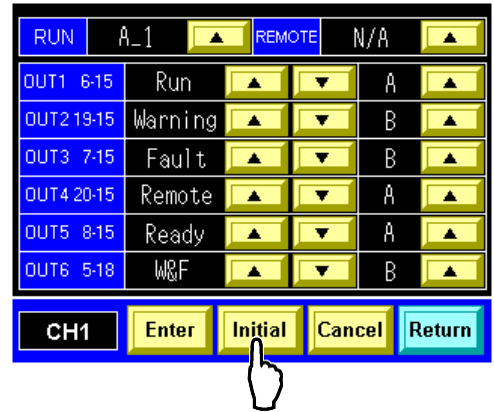 RUN A_1 ▲ REMOTE N/A ▲
OUT1 6-15 Run ▲ ▼ A ▲
OUT2 19-15 Warning ▲ ▼ B ▲
OUT3 7-15 Fault ▲ ▼ B ▲
OUT4 20-15 Remote ▲ ▼ A ▲
OUT5 8-15 Ready ▲ ▼ A ▲
OUT6 5-18 W&F ▲ ▼ B ▲
CH1 Enter Initial Cancel Return